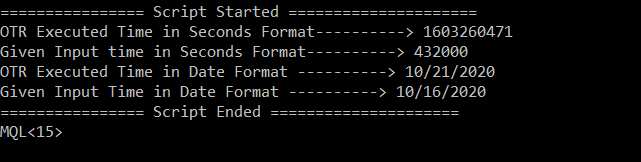 ================ Script Started =====================
OTR Executed Time in Seconds Format----------> 1603260471
Given Input time in Seconds Format----------> 432000
OTR Executed Time in Date Format ----------> 10/21/2020
Given Input Time in Date Format ----------> 10/16/2020
================ Script Ended =====================
MQL<15>